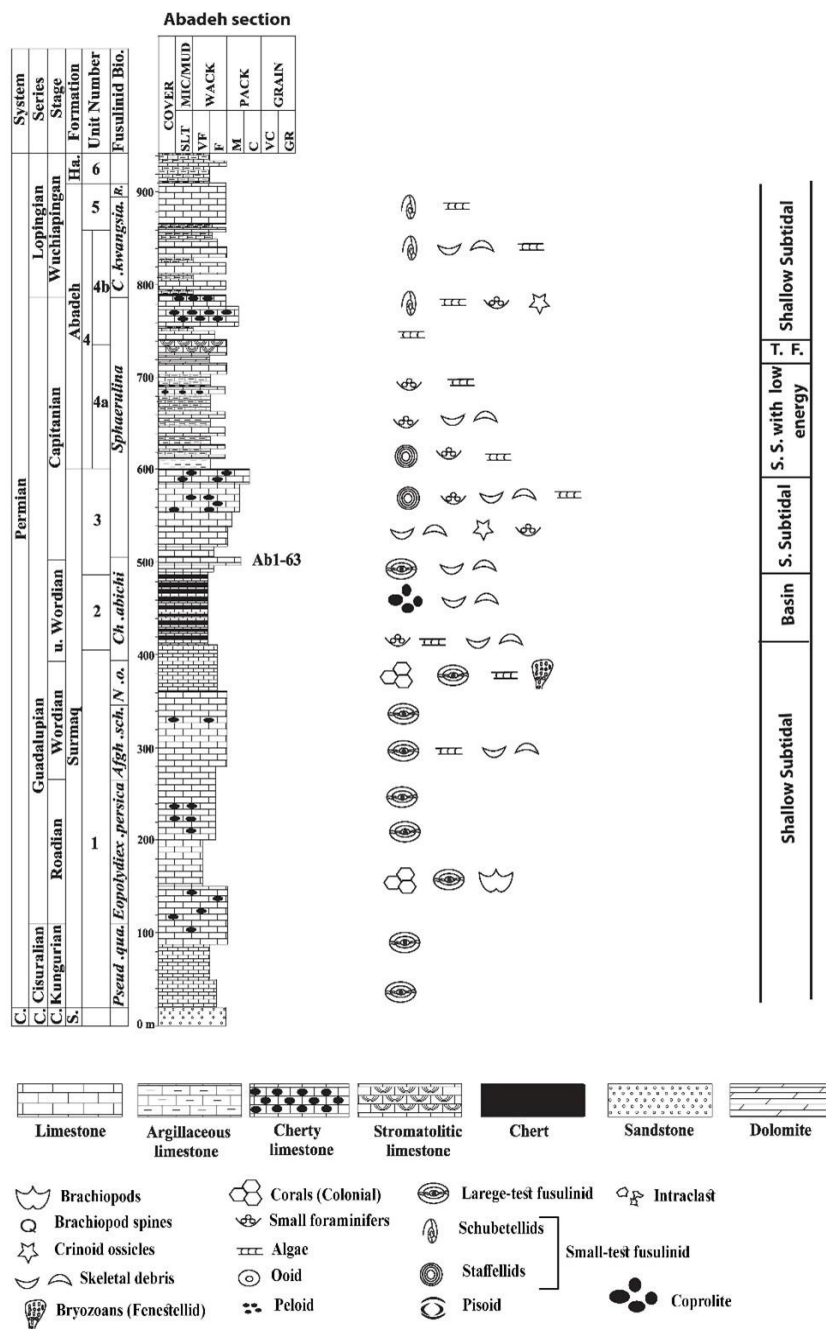 Abadeh section
System
Series
Stage
Formation
Unit Number
Fusulinid Bio.
COVER
MIC/MUD
WACK
PACK
GRAIN
SLT
VF
F
M
C
VC
GR
Permian
C.
Lopingian
Guadalupian
Cisuralian
C.
Wuchiapingan
Capitanian
u. Wordian
Wordian
Roadian
Kungurian
C.
Ha.
Abadeh
Surmaq
S.
6
5
4b
4
4a
3
2
1
R.
C .kwangsia.
Sphaerulina
Ch .abichi
N .o.
Afgh .sch.
Eopolydiex .persica
Pseud .qua.
900
800
700
600
500
400
300
200
100
0 m
Ab1-63
Shallow Subtidal
T. F.
S. S. with low
energy
S. Subtidal
Basin
Shallow Subtidal
Limestone
Argillaceous
limestone
Cherty
limestone
Stromatolitic
limestone
Chert
Sandstone
Dolomite
Brachiopods
Brachiopod spines
Crinoid ossicles
Skeletal debris
Bryozoans (Fenestellid)
Corals (Colonial)
Small foraminifers
Algae
Ooid
Peloid
Larege-test fusulinid
Schubetellids
Staffellids
Small-test fusulinid
Pisoid
Intraclast
Coprolite